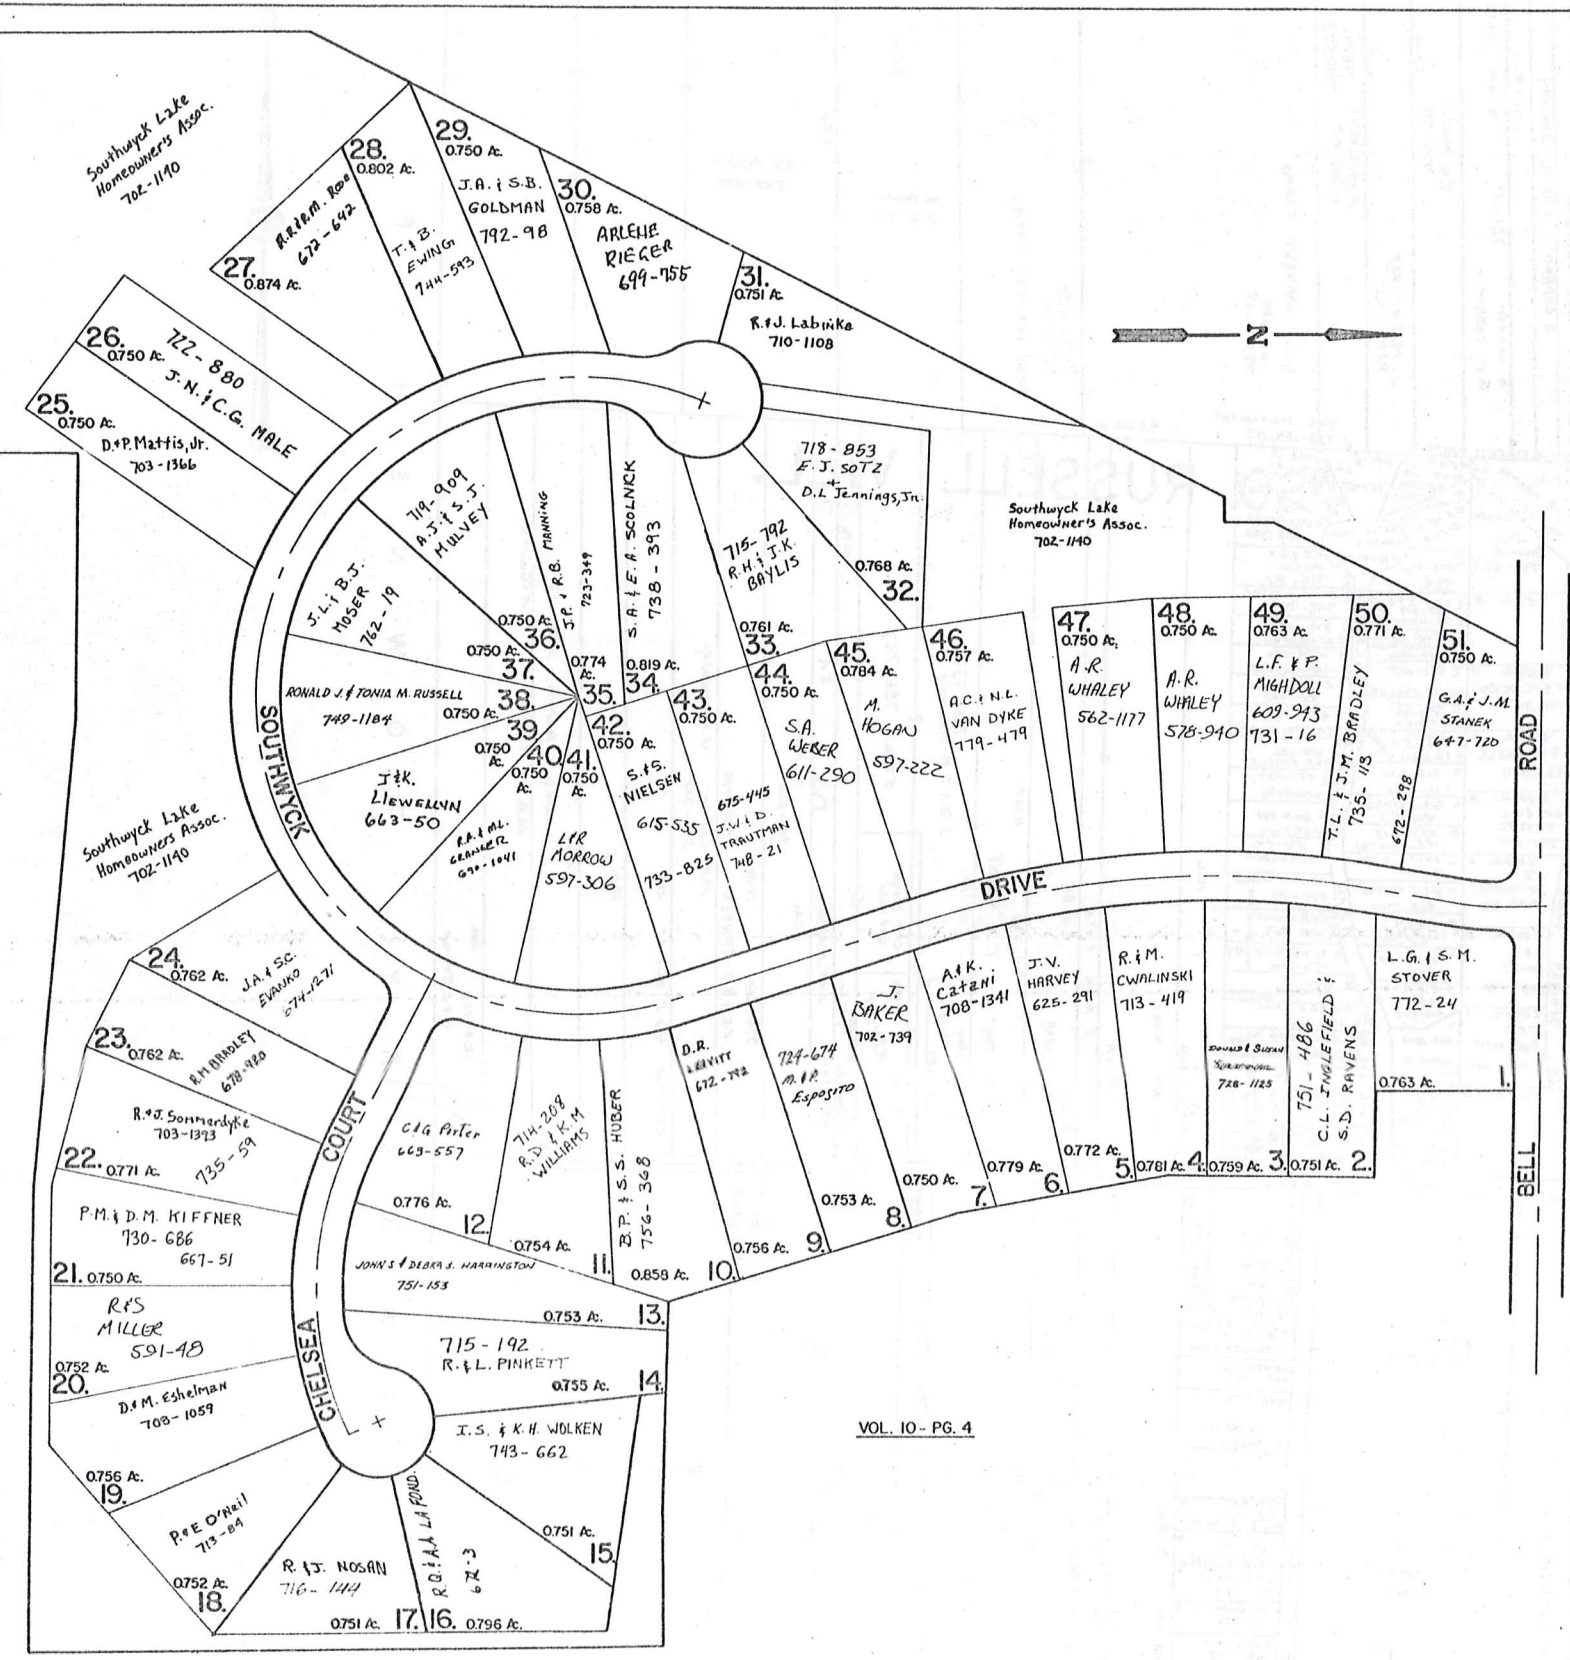 Southwyck Lake
Homeowner's Assoc.
702-1140
27.
0.874 Ac.
672-642
28.
0.802 Ac.
T. & B.
EWING
744-593
29.
0.750 Ac.
J.A. & S.B.
GOLDMAN
792-98
30.
0.758 Ac.
ARLENE
RIEGER
699-755
31.
0.751 Ac.
R. & J. Labinka
710-1108
N
26.
0.750 Ac.
722-880
J.N. & C.G. MALE
25.
0.750 Ac.
D. & P. Mattis, Jr.
703-1366
719-909
A.J. & S.J.
MULVEY
0.750 Ac.
36.
J.P. & R.B. MANNING
723-349
0.774
Ac.
35.
S.A. & E.A. SCOLNICK
738-393
0.819 Ac.
34.
715-792
R.H. & J.K.
BAYLIS
0.761 Ac.
33.
718-853
E.J. SOTZ
+
D.L Jennings, Jr.
0.768 Ac.
32.
Southwyck Lake
Homeowner's Assoc.
702-1140
J.L. & B.J.
MOSER
762-19
0.750 Ac.
37.
RONALD J. & TONIA M. RUSSELL
749-1184
0.750 Ac.
38.
39
0.750
Ac.
J & K.
LLEWELLYN
663-50
40
0.750
Ac.
R.A. & M.L.
GRANGER
690-1041
41.
0.750
Ac.
L & R
MORROW
597-306
42.
0.750 Ac.
S. & S.
NIELSEN
615-535
733-825
43.
0.750 Ac.
675-445
J.W. & D.
TRAUTMAN
748-21
44.
0.750 Ac.
S.A.
WEBER
611-290
45.
0.784 Ac.
M.
HOGAN
597-222
46.
0.757 Ac.
A.C. & N.L.
VAN DYKE
779-479
47.
0.750 Ac.
A.R.
WHALEY
562-1177
48.
0.750 Ac.
A.R.
WHALEY
578-940
49.
0.763 Ac.
L.F. & P.
MIGHDOLL
609-943
731-16
50.
0.771 Ac.
T.L. & J.M. BRADLEY
735-113
51.
0.750 Ac.
G.A. & J.M.
STANEK
647-720
672-298
SOUTHWYCK
DRIVE
BELL
ROAD
Southwyck Lake
Homeowners Assoc.
702-1140
24.
0.762 Ac.
J.A. & S.C.
EVANKO
674-1271
23.
0.762 Ac.
R.M BRADLEY
678-920
R. & J. Sommerdyke
703-1393
735-59
22.
0.771 Ac.
P.M. & D.M. KIFFNER
730-686
667-51
21.
0.750 Ac.
R & S
MILLER
591-48
0.752 Ac.
20.
D. & M. Eshelman
708-1059
0.756 Ac.
19.
P. & E O'Neil
713-84
0.752 Ac.
18.
R. & J. NOSAN
716-144
0.751 Ac.
17.
R.Q. & A.A LA FOND.
672-3
16.
0.796 Ac.
I.S. & K.H. WOLKEN
743-662
0.751 Ac.
15.
715-192
R. & L. PINKETT
0.755 Ac.
14.
JOHN S & DEBRA J. HARRINGTON
751-153
0.753 Ac.
13.
CHELSEA
COURT
C & G Porter
663-557
0.776 Ac.
12.
714-208
R.D. & K.M
WILLIAMS
0.754 Ac.
11.
B.P. & S.S. HUBER
756-368
0.858 Ac.
10.
D.R.
LEAVITT
672-792
0.756 Ac.
9.
724-674
M. & P.
ESPOSITO
0.753 Ac.
8.
J.
BAKER
702-739
0.750 Ac.
7.
A. & K.
Catani
708-1341
0.779 Ac.
6.
J.V.
HARVEY
625-291
0.772 Ac.
5.
R. & M.
CWALINSKI
713-419
0.781 Ac.
4.
DONALD & SUSAN
728-1125
0.759 Ac.
3.
751-486
C.L. INGLEFIELD &
S.D. RAVENS
0.751 Ac.
2.
L.G. & S.M.
STOVER
772-24
0.763 Ac.
1.
VOL. 10 - PG. 4